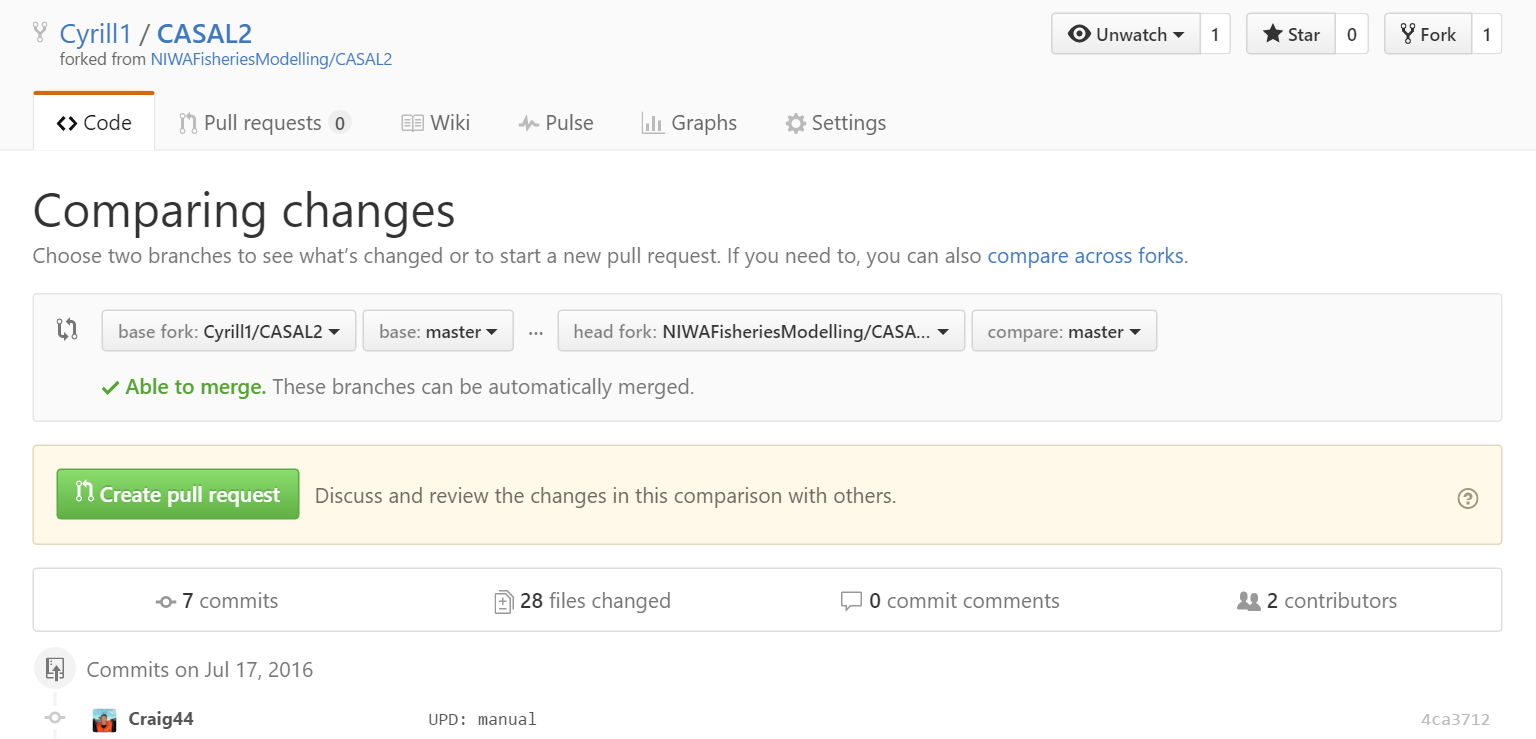 Cyrill1 / CASAL2
forked from NIWAFisheriesModelling/CASAL2
Unwatch 1 Star 0 Fork 1
Code Pull requests 0 Wiki Pulse Graphs Settings
Comparing changes
Choose two branches to see what's changed or to start a new pull request. If you need to, you can also compare across forks.
base fork: Cyrill1/CASAL2 base: master ... head fork: NIWAFisheriesModelling/CASA... compare: master
Able to merge. These branches can be automatically merged.
Create pull request Discuss and review the changes in this comparison with others.
7 commits 28 files changed 0 commit comments 2 contributors
Commits on Jul 17, 2016
Craig44 UPD: manual 4ca3712